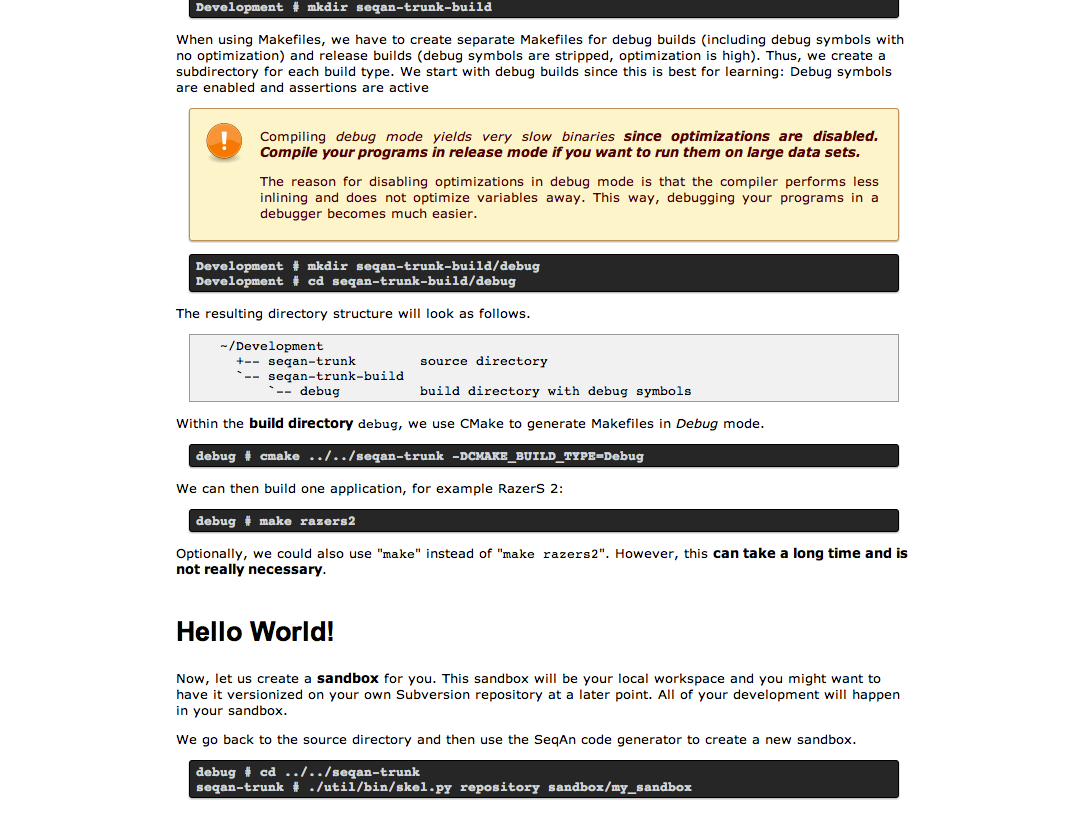 Development # mkdir seqan-trunk-build
When using Makefiles, we have to create separate Makefiles for debug builds (including debug symbols with
no optimization) and release builds (debug symbols are stripped, optimization is high). Thus, we create a
subdirectory for each build type. We start with debug builds since this is best for learning: Debug symbols
are enabled and assertions are active
Compiling debug mode yields very slow binaries since optimizations are disabled.
Compile your programs in release mode if you want to run them on large data sets.
The reason for disabling optimizations in debug mode is that the compiler performs less
inlining and does not optimize variables away. This way, debugging your programs in a
debugger becomes much easier.
Development # mkdir seqan-trunk-build/debug
Development # cd seqan-trunk-build/debug
The resulting directory structure will look as follows.
~/Development
+-- seqan-trunk source directory
`-- seqan-trunk-build
`-- debug build directory with debug symbols
Within the build directory debug, we use CMake to generate Makefiles in Debug mode.
debug # cmake ../../seqan-trunk -DCMAKE_BUILD_TYPE=Debug
We can then build one application, for example RazerS 2:
debug # make razers2
Optionally, we could also use "make" instead of "make razers2". However, this can take a long time and is
not really necessary.
Hello World!
Now, let us create a sandbox for you. This sandbox will be your local workspace and you might want to
have it versionized on your own Subversion repository at a later point. All of your development will happen
in your sandbox.
We go back to the source directory and then use the SeqAn code generator to create a new sandbox.
debug # cd ../../seqan-trunk
seqan-trunk # ./util/bin/skel.py repository sandbox/my_sandbox